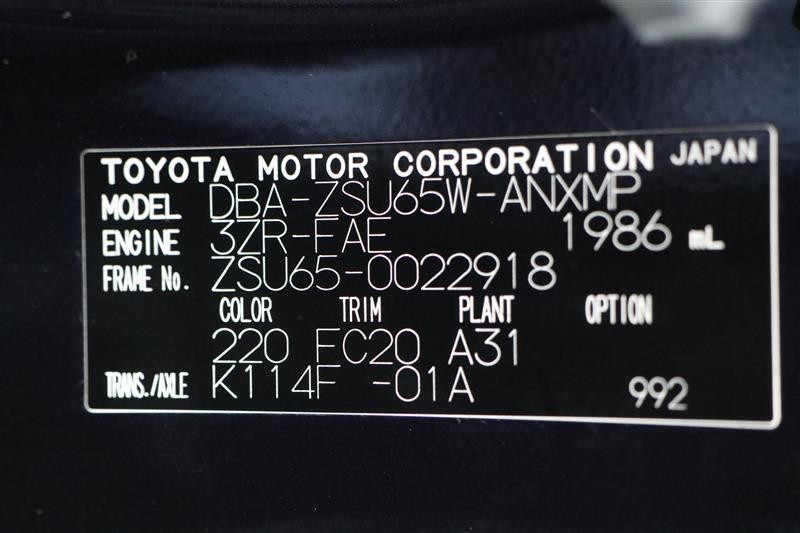 TOYOTA MOTOR CORPORATION JAPAN
MODEL DBA-ZSU65W-ANXMP
ENGINE 3ZR-FAE 1986 mL
FRAME No. ZSU65-0022918
COLOR TRIM PLANT OPTION
220 FC20 A31
TRANS./AXLE K114F -01A 992